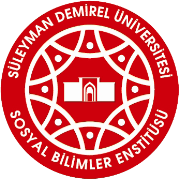 SÜLEYMAN DEMİREL ÜNİVERSİTESİ
SOSYAL BİLİMLER ENSTİTÜSÜ